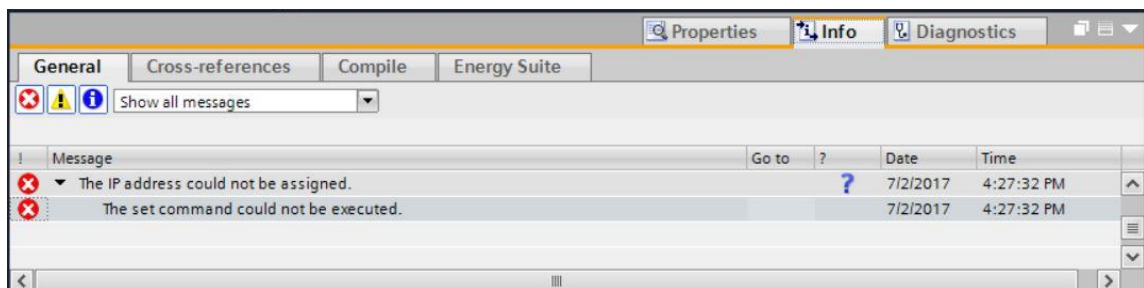 Properties Info Diagnostics
General Cross-references Compile Energy Suite
Show all messages
! Message Go to ? Date Time
The IP address could not be assigned. ? 7/2/2017 4:27:32 PM
The set command could not be executed. 7/2/2017 4:27:32 PM